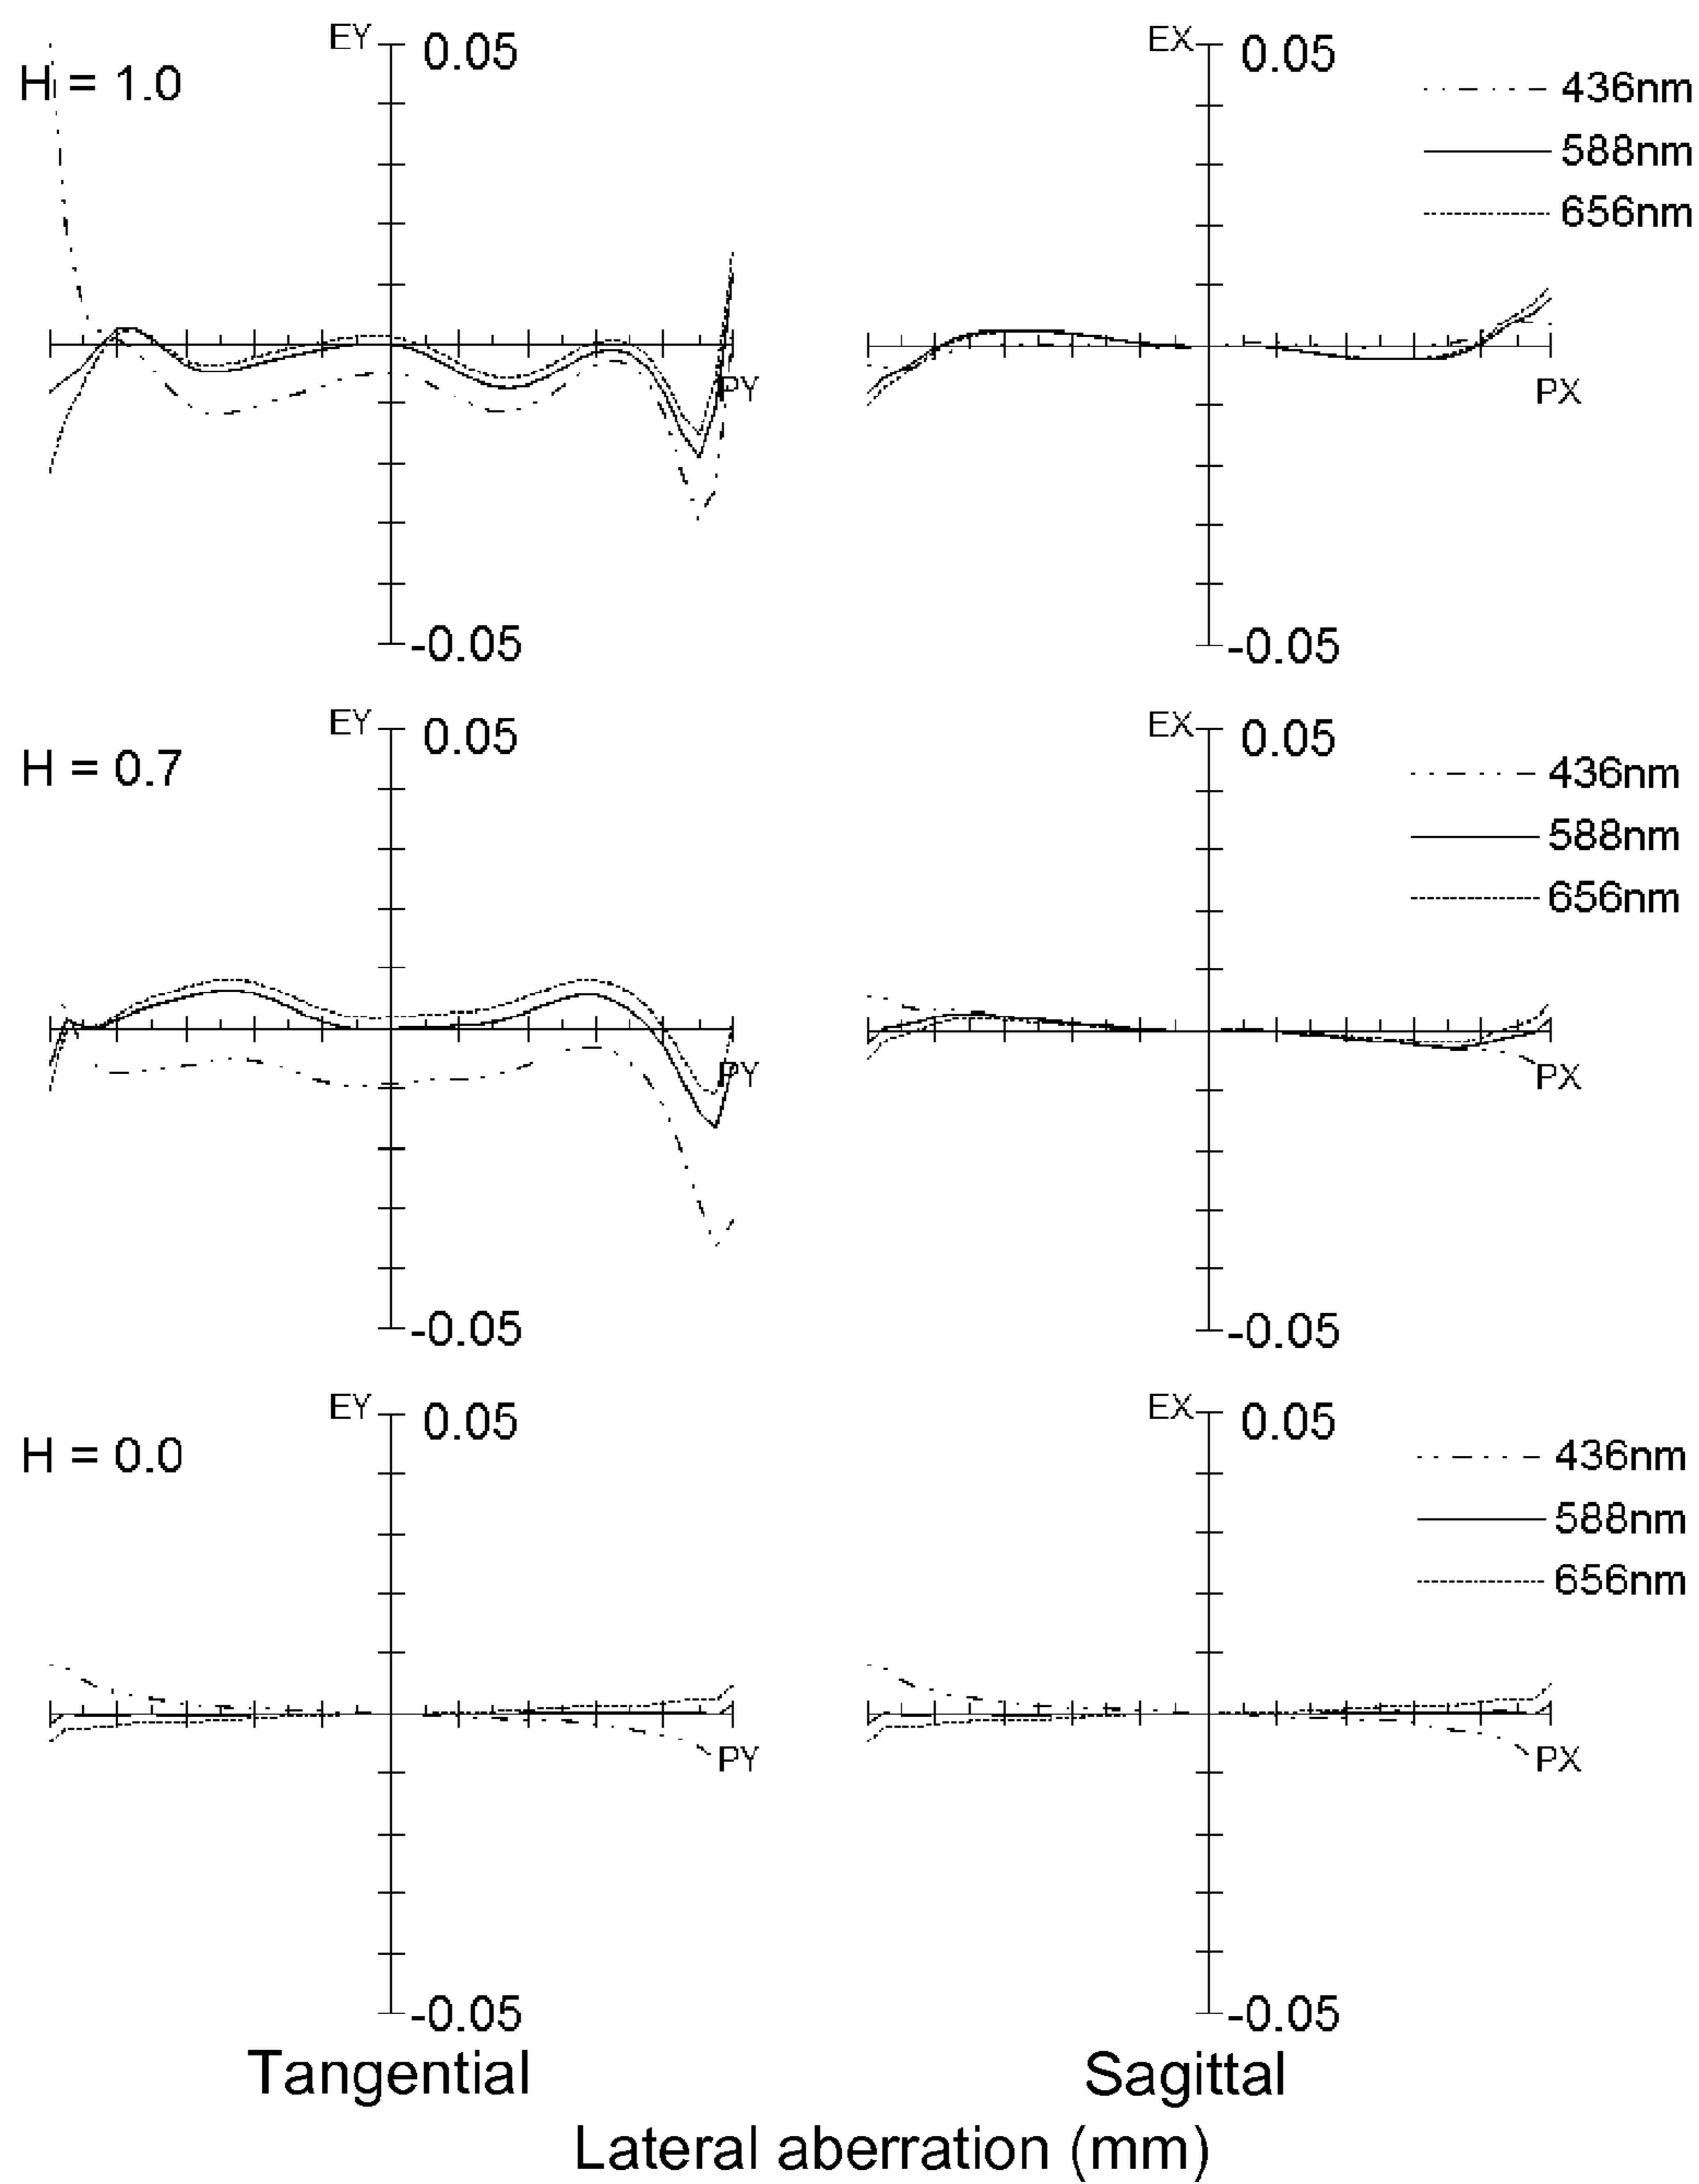 EY 0.05 EX 0.05
H = 1.0
436nm
588nm
656nm
PY PX
-0.05 -0.05
EY 0.05 EX 0.05
H = 0.7
436nm
588nm
656nm
PY PX
-0.05 -0.05
EY 0.05 EX 0.05
H = 0.0
436nm
588nm
656nm
PY PX
-0.05 -0.05
Tangential Sagittal
Lateral aberration (mm)